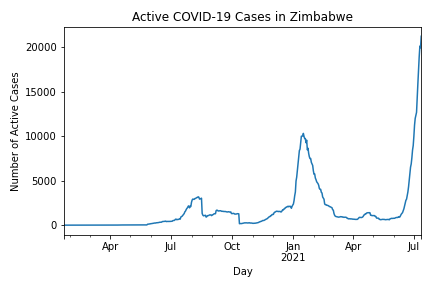 Active COVID-19 Cases in Zimbabwe
Number of Active Cases
20000
15000
10000
5000
0
Apr Jul Oct Jan Apr Jul
2021
Day